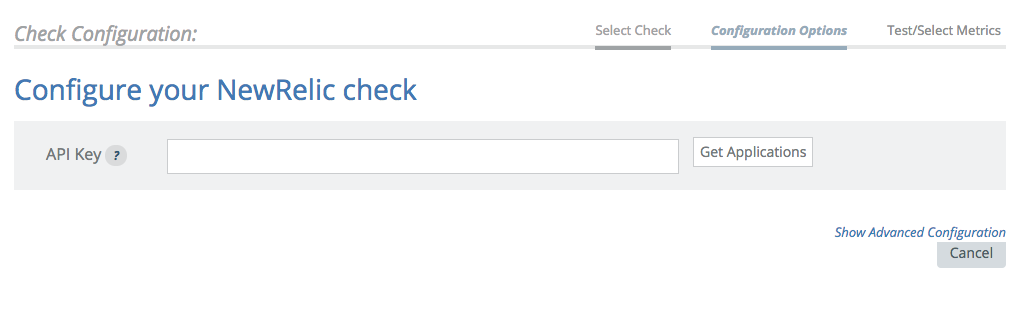 Check Configuration:
Select Check
Configuration Options
Test/Select Metrics
Configure your NewRelic check
API Key ?
Get Applications
Show Advanced Configuration
Cancel